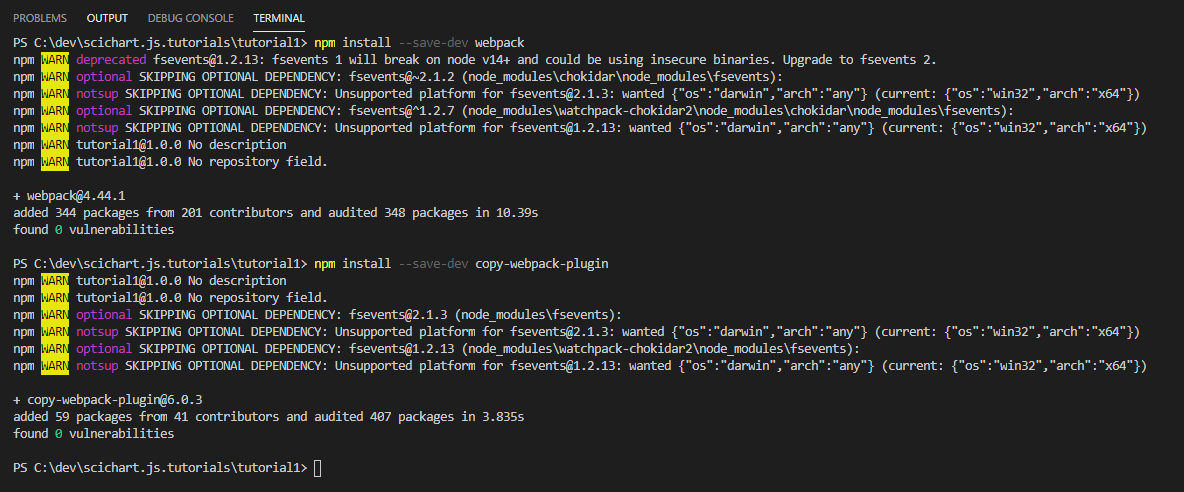 PROBLEMS OUTPUT DEBUG CONSOLE TERMINAL
PS C:\dev\scichart.js.tutorials\tutorial1> npm install --save-dev webpack
npm WARN deprecated fsevents@1.2.13: fsevents 1 will break on node v14+ and could be using insecure binaries. Upgrade to fsevents 2.
npm WARN optional SKIPPING OPTIONAL DEPENDENCY: fsevents@~2.1.2 (node_modules\chokidar\node_modules\fsevents):
npm WARN notsup SKIPPING OPTIONAL DEPENDENCY: Unsupported platform for fsevents@2.1.3: wanted {"os":"darwin","arch":"any"} (current: {"os":"win32","arch":"x64"})
npm WARN optional SKIPPING OPTIONAL DEPENDENCY: fsevents@^1.2.7 (node_modules\watchpack-chokidar2\node_modules\chokidar\node_modules\fsevents):
npm WARN notsup SKIPPING OPTIONAL DEPENDENCY: Unsupported platform for fsevents@1.2.13: wanted {"os":"darwin","arch":"any"} (current: {"os":"win32","arch":"x64"})
npm WARN tutorial1@1.0.0 No description
npm WARN tutorial1@1.0.0 No repository field.
+ webpack@4.44.1
added 344 packages from 201 contributors and audited 348 packages in 10.39s
found 0 vulnerabilities
PS C:\dev\scichart.js.tutorials\tutorial1> npm install --save-dev copy-webpack-plugin
npm WARN tutorial1@1.0.0 No description
npm WARN tutorial1@1.0.0 No repository field.
npm WARN optional SKIPPING OPTIONAL DEPENDENCY: fsevents@2.1.3 (node_modules\fsevents):
npm WARN notsup SKIPPING OPTIONAL DEPENDENCY: Unsupported platform for fsevents@2.1.3: wanted {"os":"darwin","arch":"any"} (current: {"os":"win32","arch":"x64"})
npm WARN optional SKIPPING OPTIONAL DEPENDENCY: fsevents@1.2.13 (node_modules\watchpack-chokidar2\node_modules\fsevents):
npm WARN notsup SKIPPING OPTIONAL DEPENDENCY: Unsupported platform for fsevents@1.2.13: wanted {"os":"darwin","arch":"any"} (current: {"os":"win32","arch":"x64"})
+ copy-webpack-plugin@6.0.3
added 59 packages from 41 contributors and audited 407 packages in 3.835s
found 0 vulnerabilities
PS C:\dev\scichart.js.tutorials\tutorial1>